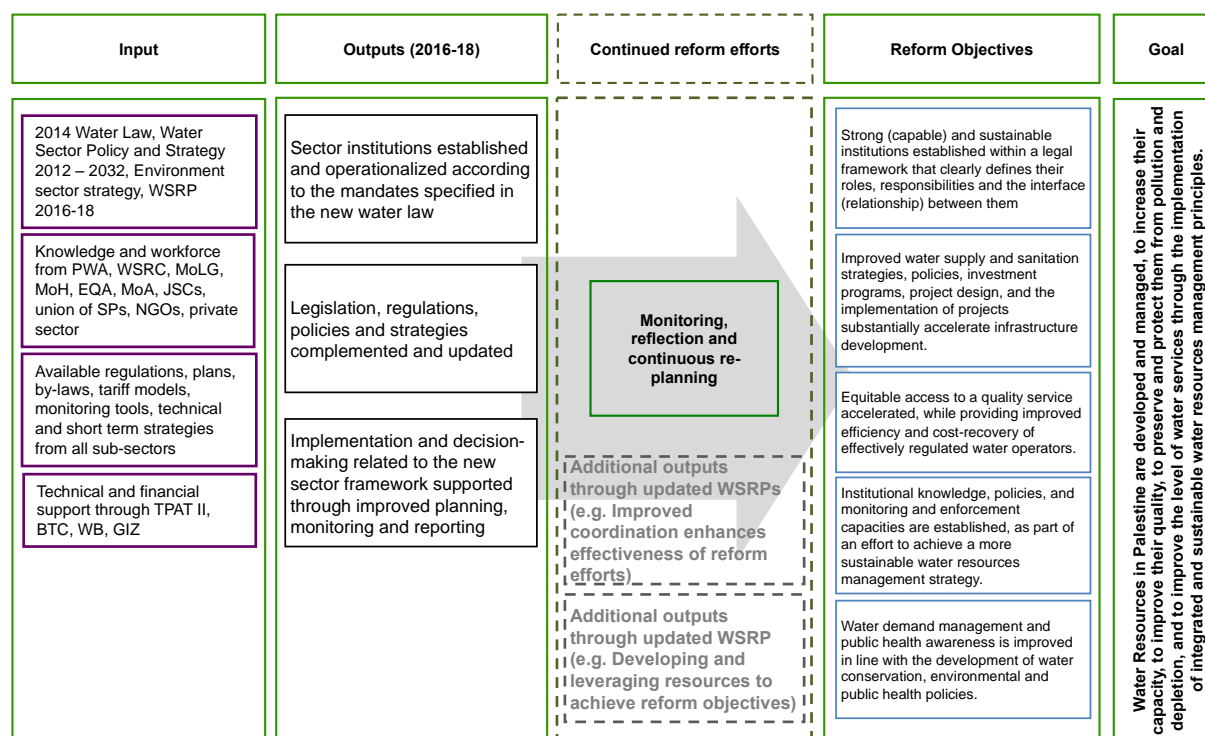 Input
Outputs (2016-18)
Continued reform efforts
Reform Objectives
Goal
2014 Water Law, Water
Sector Policy and Strategy
2012 – 2032, Environment
sector strategy, WSRP
2016-18
Knowledge and workforce
from PWA, WSRC, MoLG,
MoH, EQA, MoA, JSCs,
union of SPs, NGOs, private
sector
Available regulations, plans,
by-laws, tariff models,
monitoring tools, technical
and short term strategies
from all sub-sectors
Technical and financial
support through TPAT II,
BTC, WB, GIZ
Sector institutions established
and operationalized according
to the mandates specified in
the new water law
Legislation, regulations,
policies and strategies
complemented and updated
Implementation and decision-
making related to the new
sector framework supported
through improved planning,
monitoring and reporting
Monitoring,
reflection and
continuous re-
planning
Additional outputs
through updated WSRPs
(e.g. Improved
coordination enhances
effectiveness of reform
efforts)
Additional outputs
through updated WSRP
(e.g. Developing and
leveraging resources to
achieve reform objectives)
Strong (capable) and sustainable
institutions established within a legal
framework that clearly defines their
roles, responsibilities and the interface
(relationship) between them
Improved water supply and sanitation
strategies, policies, investment
programs, project design, and the
implementation of projects
substantially accelerate infrastructure
development.
Equitable access to a quality service
accelerated, while providing improved
efficiency and cost-recovery of
effectively regulated water operators.
Institutional knowledge, policies, and
monitoring and enforcement
capacities are established, as part of
an effort to achieve a more
sustainable water resources
management strategy.
Water demand management and
public health awareness is improved
in line with the development of water
conservation, environmental and
public health policies.
Water Resources in Palestine are developed and managed, to increase their
capacity, to improve their quality, to preserve and protect them from pollution and
depletion, and to improve the level of water services through the implementation
of integrated and sustainable water resources management principles.